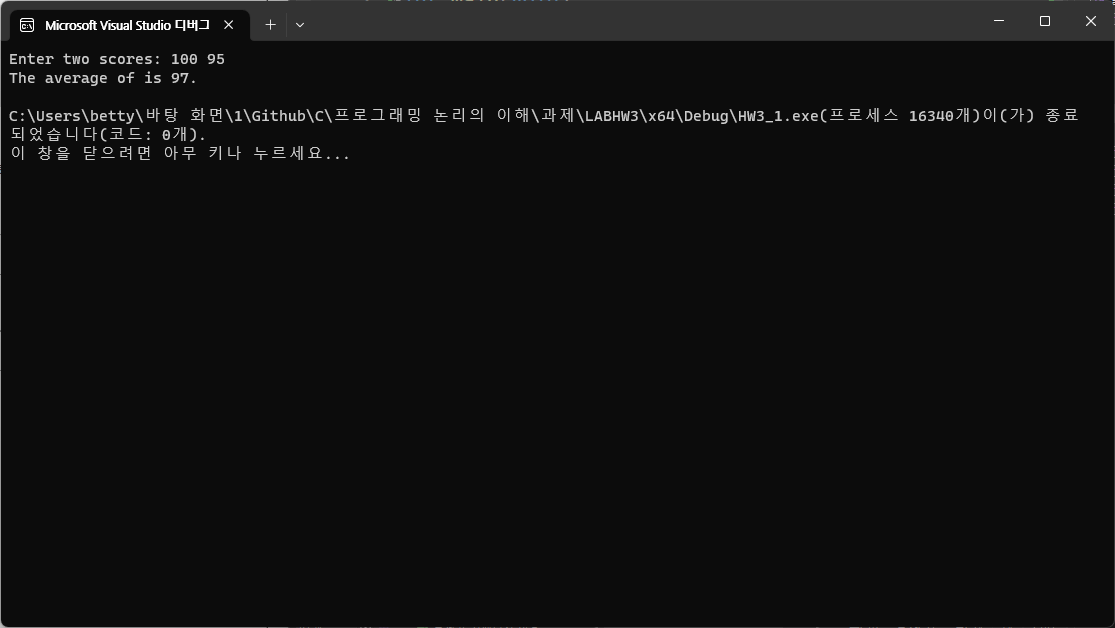 Microsoft Visual Studio 디버그
Enter two scores: 100 95
The average of is 97.
C:\Users\betty\바탕 화면\1\Github\C\프로그래밍 논리의 이해\과제\LABHW3\x64\Debug\HW3_1.exe(프로세스 16340개)이(가) 종료
되었습니다(코드: 0개).
이 창을 닫으려면 아무 키나 누르세요...